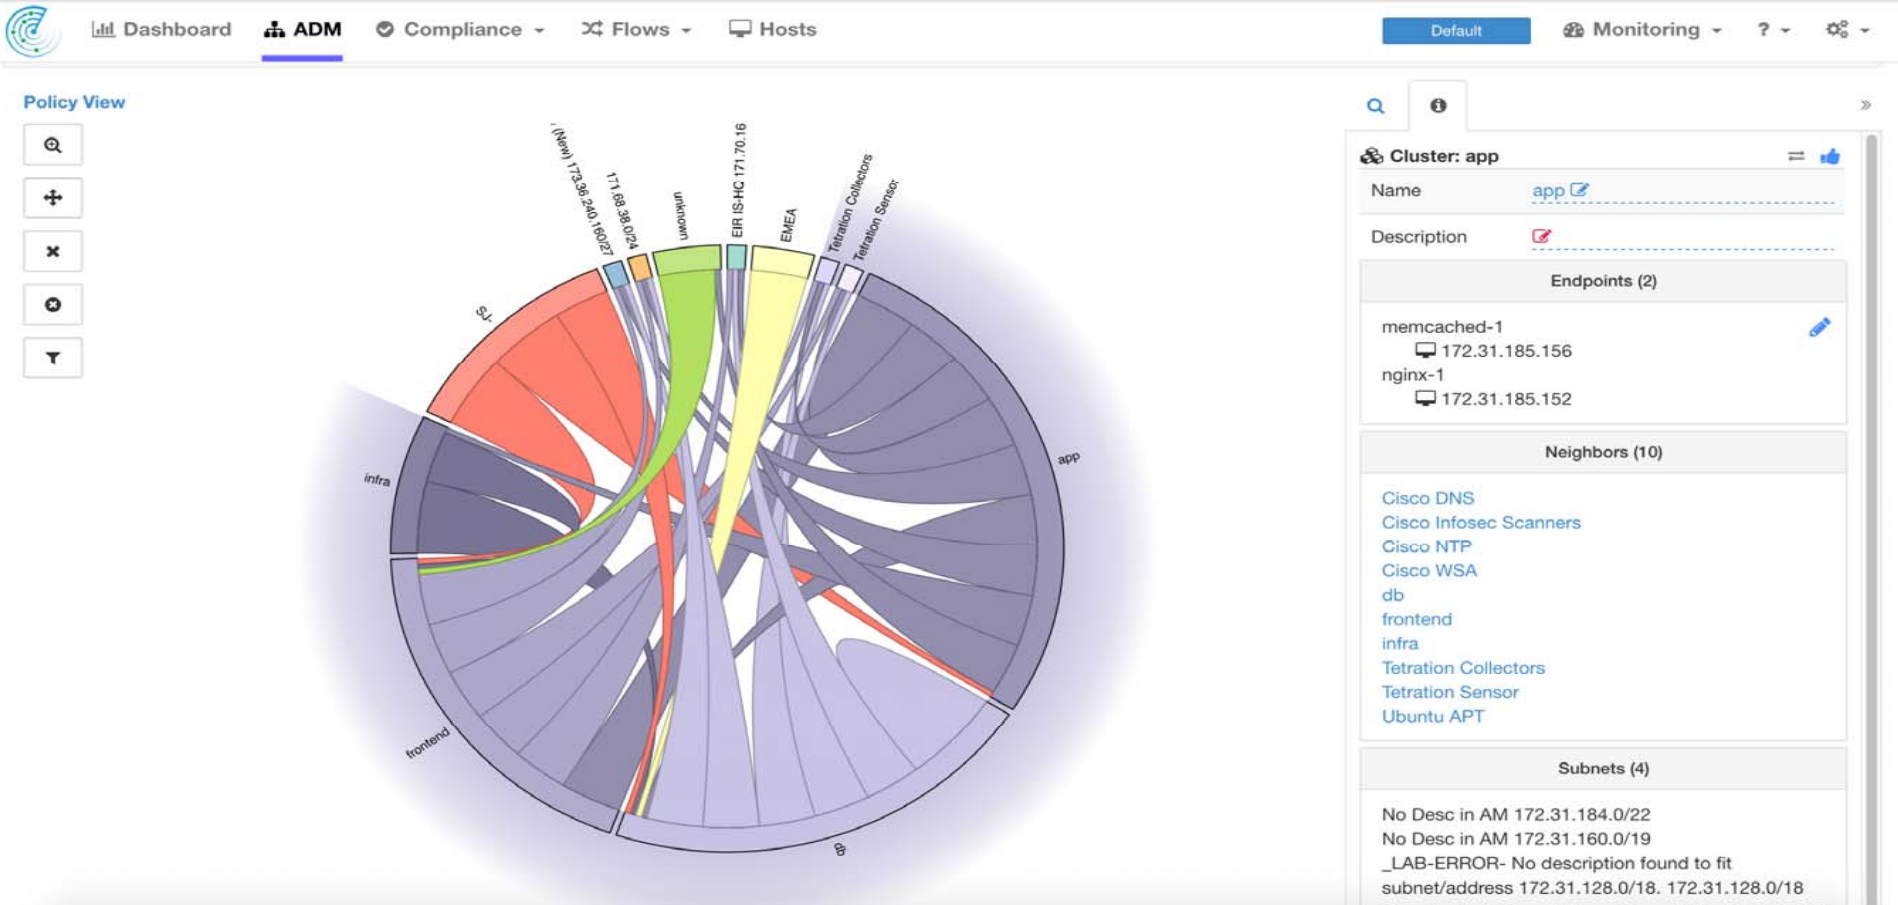 Dashboard ADM Compliance Flows Hosts Default Monitoring ?
Policy View
(New) 173.36.240.160/27
171.68.38.0/24
unknown
EIR IS-HQ 171.70.16
EMEA
Tetration Collectors
Tetration Sensor
SJ-
infra
app
frontend
db
Cluster: app
Name app
Description
Endpoints (2)
memcached-1
172.31.185.156
nginx-1
172.31.185.152
Neighbors (10)
Cisco DNS
Cisco Infosec Scanners
Cisco NTP
Cisco WSA
db
frontend
infra
Tetration Collectors
Tetration Sensor
Ubuntu APT
Subnets (4)
No Desc in AM 172.31.184.0/22
No Desc in AM 172.31.160.0/19
_LAB-ERROR- No description found to fit
subnet/address 172.31.128.0/18. 172.31.128.0/18